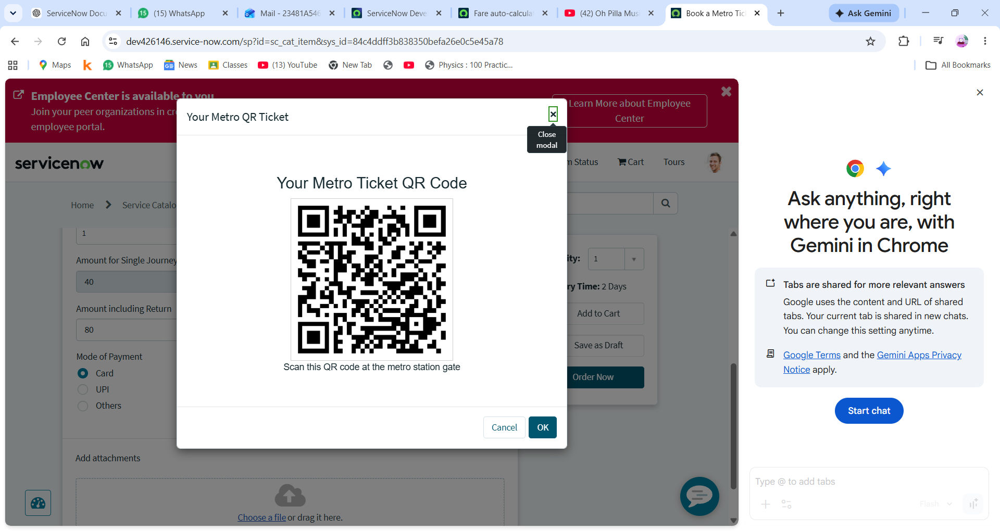 ServiceNow Docu
(15) WhatsApp
Mail - 23481A546
ServiceNow Deve
Fare auto-calcula
(42) Oh Pilla Mus
Book a Metro Tic
Ask Gemini
dev426146.service-now.com/sp?id=sc_cat_item&sys_id=84c4ddff3b838350befa26e0c5e45a78
Maps
15
WhatsApp
News
Classes
(13) YouTube
New Tab
Physics : 100 Practic...
All Bookmarks
Employee Center is available to you
Join your peer organizations in cr
employee portal.
Learn More about Employee
Center
Your Metro QR Ticket
Close
modal
servicenow
m Status
Cart
Tours
Home
Service Catalo
Your Metro Ticket QR Code
Scan this QR code at the metro station gate
Cancel
OK
1
Amount for Single Journey
40
Amount including Return
80
Mode of Payment
Card
UPI
Others
Add attachments
Choose a file or drag it here.
ity:
1
ry Time: 2 Days
Add to Cart
Save as Draft
Order Now
Ask anything, right
where you are, with
Gemini in Chrome
Tabs are shared for more relevant answers
Google uses the content and URL of shared
tabs. Your current tab is shared in new chats.
You can change this setting anytime.
Google Terms and the Gemini Apps Privacy
Notice apply.
Start chat
Type @ to add tabs
Flash